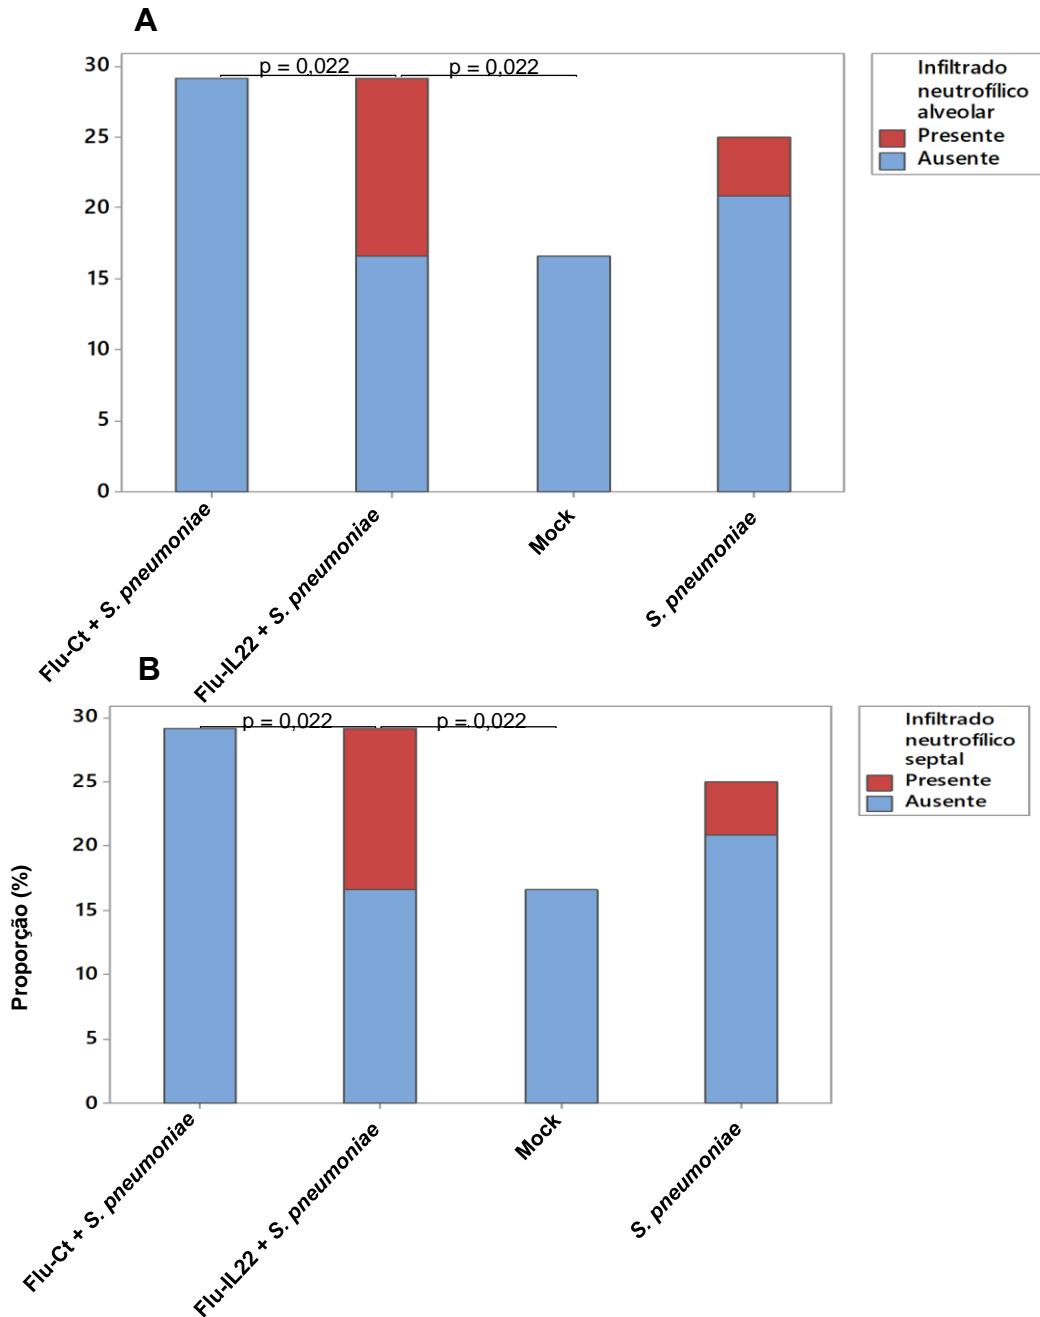 A
p = 0,022
p = 0,022
30
25
20
15
10
5
0
Infiltrado
neutrofílico
alveolar
Presente
Ausente
Flu-Ct + S. pneumoniae
Flu-IL22 + S. pneumoniae
Mock
S. pneumoniae
B
p = 0,022
p = 0,022
Proporção (%)
30
25
20
15
10
5
0
Infiltrado
neutrofílico
septal
Presente
Ausente
Flu-Ct + S. pneumoniae
Flu-IL22 + S. pneumoniae
Mock
S. pneumoniae